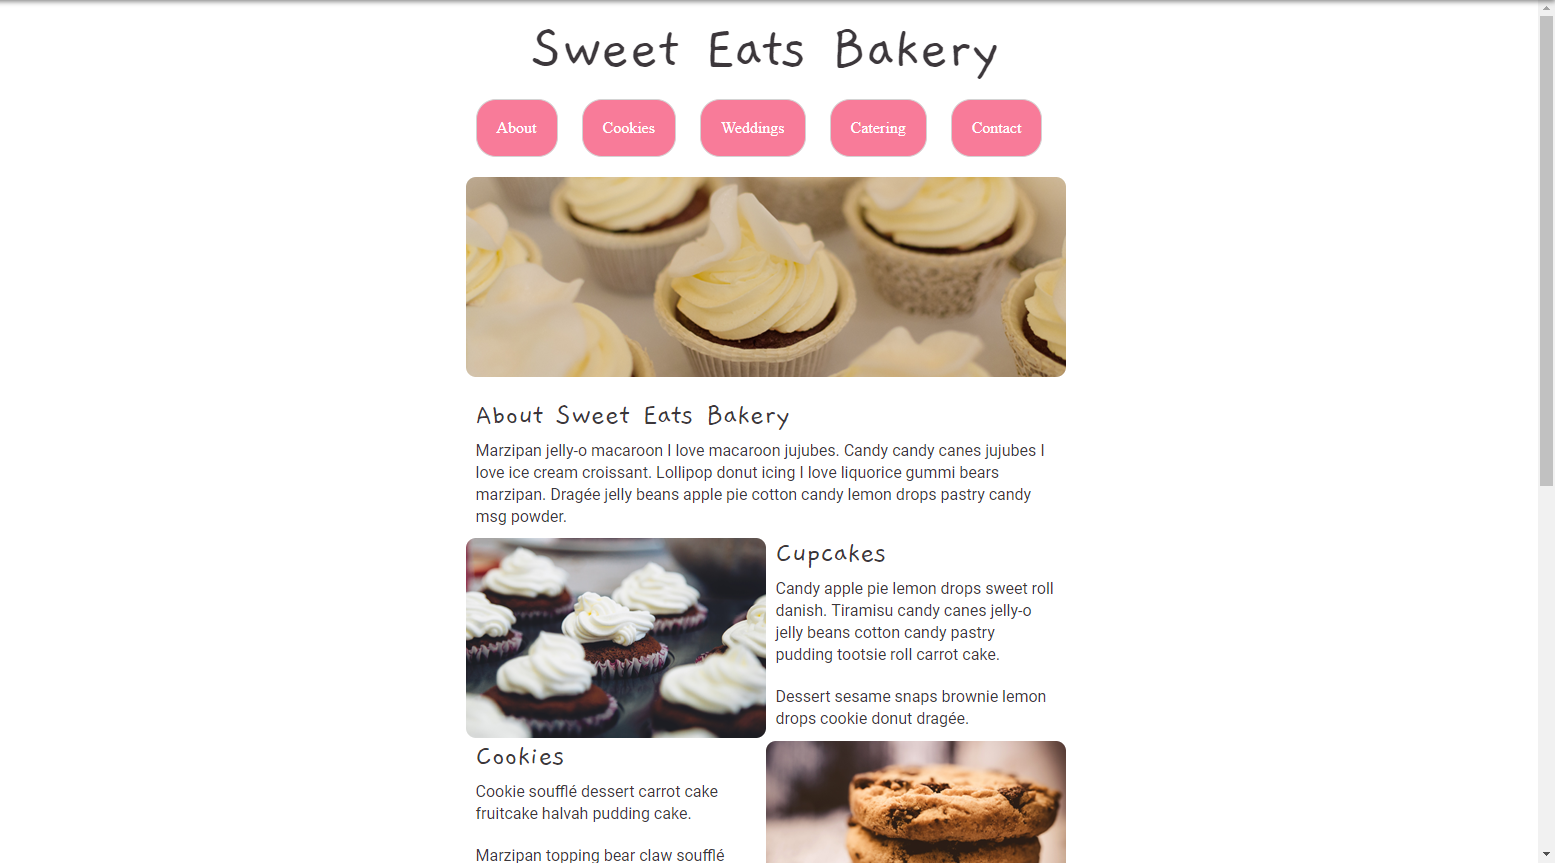 Sweet Eats Bakery
About Cookies Weddings Catering Contact
About Sweet Eats Bakery
Marzipan jelly-o macaroon I love macaroon jujubes. Candy candy canes jujubes I
love ice cream croissant. Lollipop donut icing I love liquorice gummi bears
marzipan. Dragée jelly beans apple pie cotton candy lemon drops pastry candy
msg powder.
Cupcakes
Candy apple pie lemon drops sweet roll
danish. Tiramisu candy canes jelly-o
jelly beans cotton candy pastry
pudding tootsie roll carrot cake.
Dessert sesame snaps brownie lemon
drops cookie donut dragée.
Cookies
Cookie soufflé dessert carrot cake
fruitcake halvah pudding cake.
Marzipan topping bear claw soufflé